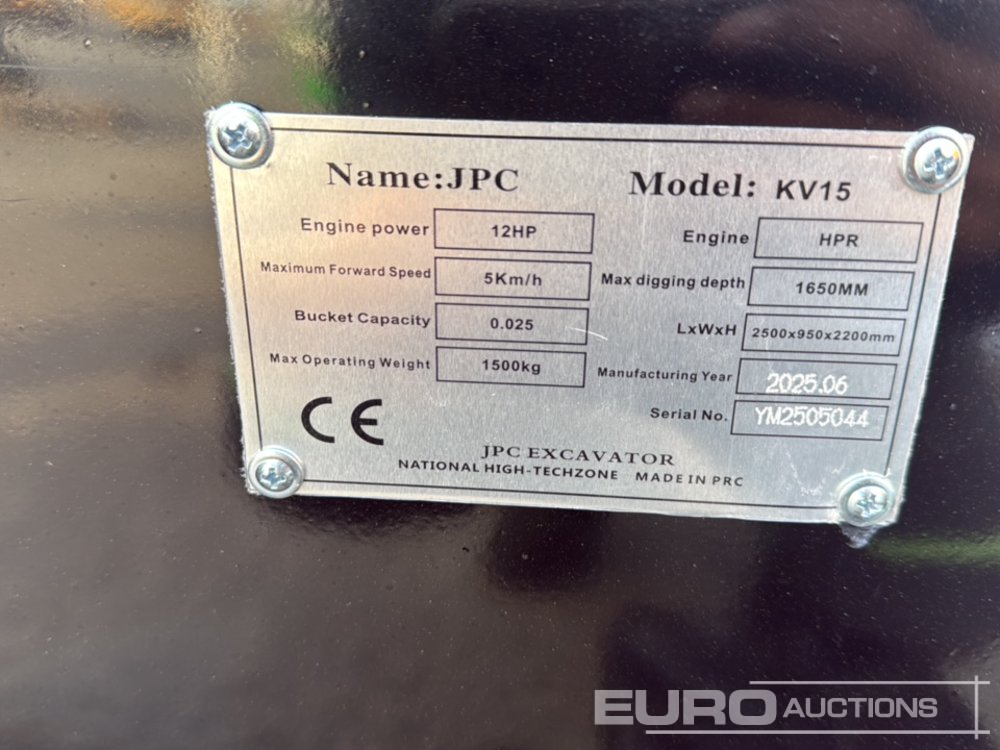 Name:JPC Model: KV15
Engine power 12HP Engine HPR
Maximum Forward Speed 5Km/h Max digging depth 1650MM
Bucket Capacity 0.025 LxWxH 2500x950x2200mm
Max Operating Weight 1500kg Manufacturing Year 2025.06
Serial No. YM2505044
CE
JPC EXCAVATOR
NATIONAL HIGH-TECHZONE MADE IN PRC
EURO AUCTIONS